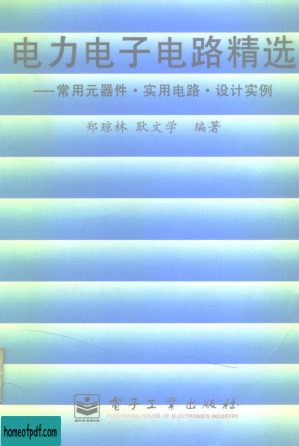 电力电子电路精选
——常用元器件·实用电路·设计实例
郑琼林 耿文学 编著
電子工業出版社
PUBLISHING HOUSE OF ELECTRONICS INDUSTRY
homeofpdf.com